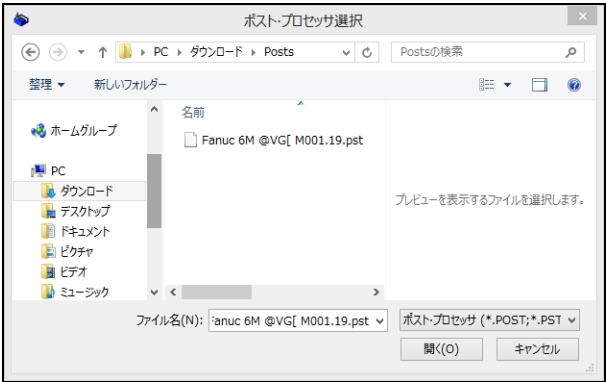 ポスト・プロセッサ選択
PC ▸ ダウンロード ▸ Posts
Postsの検索
整理 新しいフォルダー
名前
ホームグループ
Fanuc 6M @VG[ M001.19.pst
PC
ダウンロード
デスクトップ
ドキュメント
ピクチャ
ビデオ
ミュージック
プレビューを表示するファイルを選択します。
ファイル名(N): anuc 6M @VG[ M001.19.pst
ポスト・プロセッサ (*.POST;*.PST
開く(O) キャンセル